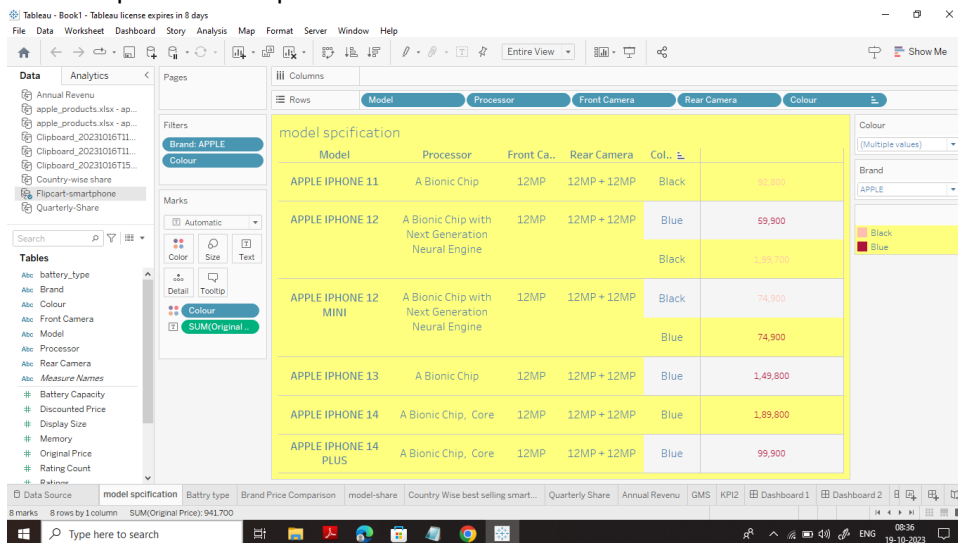 Tableau - Book1 - Tableau license expires in 8 days
File Data Worksheet Dashboard Story Analysis Map Format Server Window Help
Entire View
Show Me
Data Analytics
Annual Revenu
apple_products.xlsx - ap...
apple_products.xlsx - ap...
Clipboard_20231016T11...
Clipboard_20231016T11...
Clipboard_20231016T15...
Country-wise share
Flipcart-smartphone
Quarterly-Share
Search
Tables
Abc battery_type
Abc Brand
Abc Colour
Abc Front Camera
Abc Model
Abc Processor
Abc Rear Camera
Abc Measure Names
# Battery Capacity
# Discounted Price
# Display Size
# Memory
# Original Price
# Rating Count
# Ratings
Pages
Filters
Brand: APPLE
Colour
Marks
Automatic
Color Size Text
Detail Tooltip
Colour
SUM(Original ..
Columns
Rows Model Processor Front Camera Rear Camera Colour
model spcification
Model Processor Front Ca.. Rear Camera Col..
APPLE IPHONE 11 A Bionic Chip 12MP 12MP + 12MP Black 92,800
APPLE IPHONE 12 A Bionic Chip with 12MP 12MP + 12MP Blue 59,900
Next Generation
Neural Engine
Black 1,99,700
APPLE IPHONE 12 A Bionic Chip with 12MP 12MP + 12MP Black 74,900
MINI Next Generation
Neural Engine
Blue 74,900
APPLE IPHONE 13 A Bionic Chip 12MP 12MP + 12MP Blue 1,49,800
APPLE IPHONE 14 A Bionic Chip, Core 12MP 12MP + 12MP Blue 1,89,800
APPLE IPHONE 14 A Bionic Chip, Core 12MP 12MP + 12MP Blue 99,900
PLUS
Colour
(Multiple values)
Brand
APPLE
Black
Blue
Data Source model spcification Battry type Brand Price Comparison model-share Country Wise best selling smart... Quarterly Share Annual Revenu GMS KPI2 Dashboard 1 Dashboard 2
8 marks 8 rows by 1 column SUM(Original Price): 941,700
Type here to search
ENG
08:36
19-10-2023